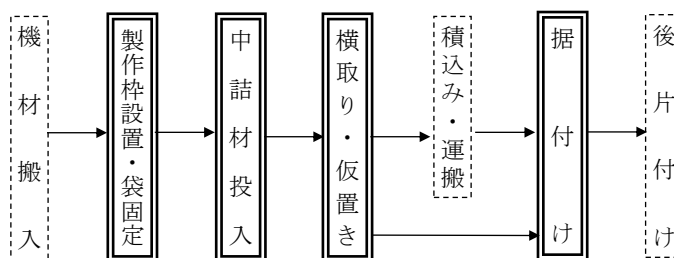 機材搬入
製作枠設置・袋固定
中詰材投入
横取り・仮置き
積込み・運搬
据付け
後片付け